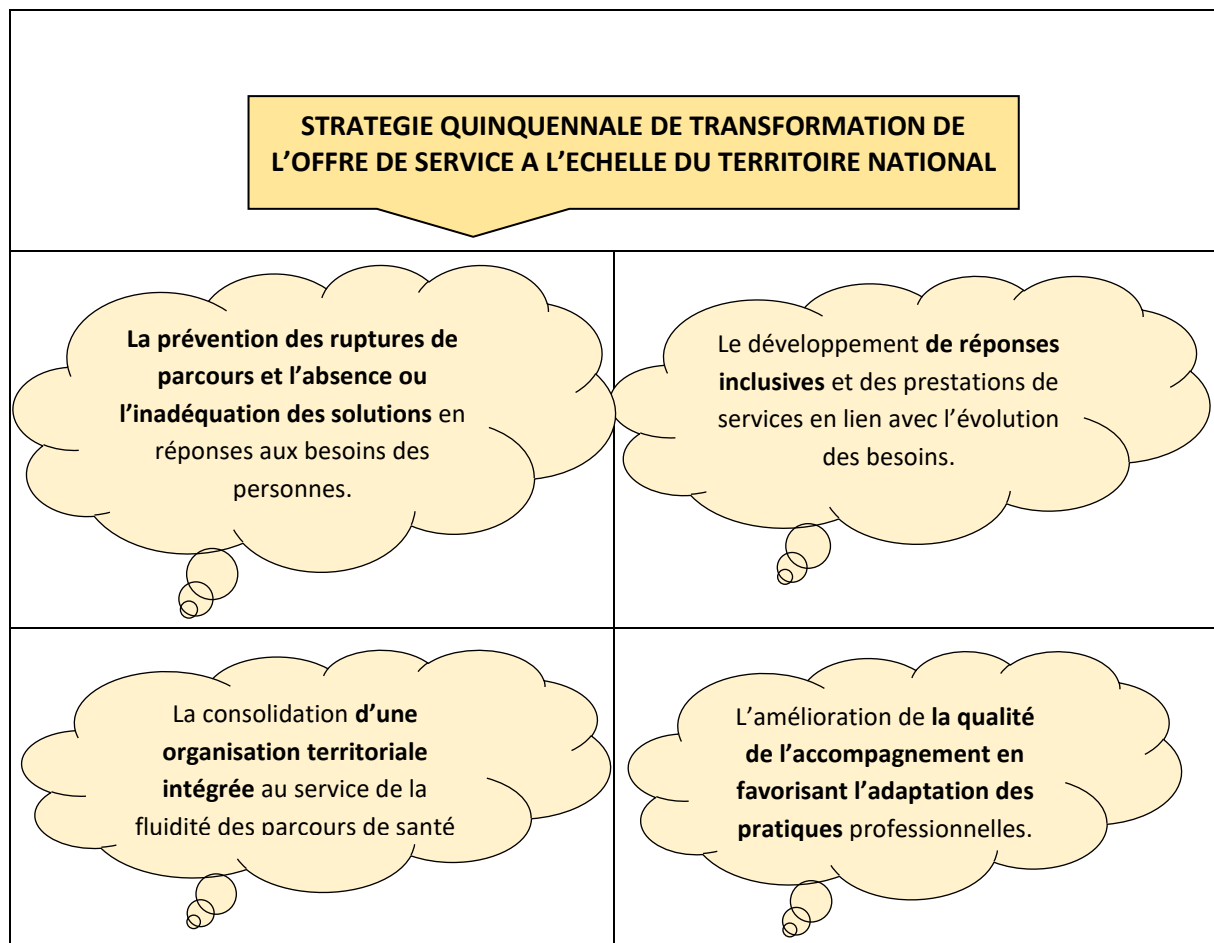 STRATEGIE QUINQUENNALE DE TRANSFORMATION DE
L’OFFRE DE SERVICE A L’ECHELLE DU TERRITOIRE NATIONAL
La prévention des ruptures de
parcours et l’absence ou
l’inadéquation des solutions en
réponses aux besoins des
personnes.
Le développement de réponses
inclusives et des prestations de
services en lien avec l’évolution
des besoins.
La consolidation d’une
organisation territoriale
intégrée au service de la
fluidité des parcours de santé
L’amélioration de la qualité
de l’accompagnement en
favorisant l’adaptation des
pratiques professionnelles.